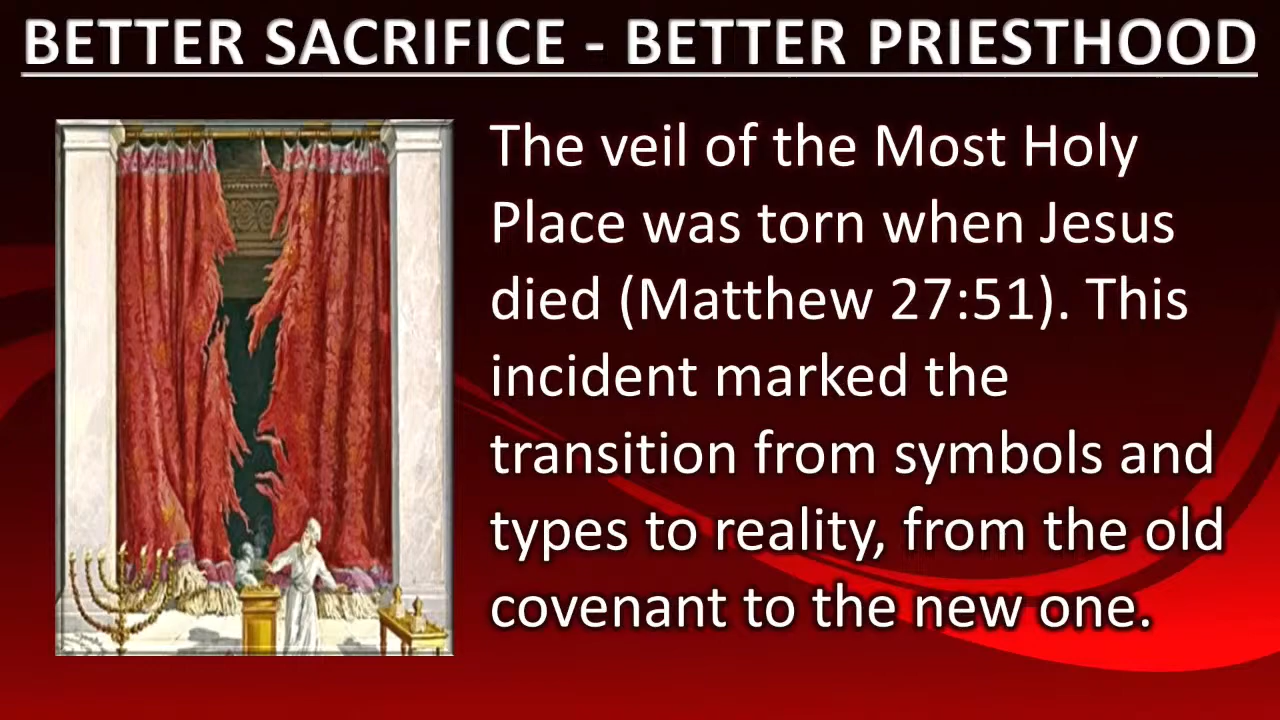 BETTER SACRIFICE - BETTER PRIESTHOOD
The veil of the Most Holy
Place was torn when Jesus
died (Matthew 27:51). This
incident marked the
transition from symbols and
types to reality, from the old
covenant to the new one.